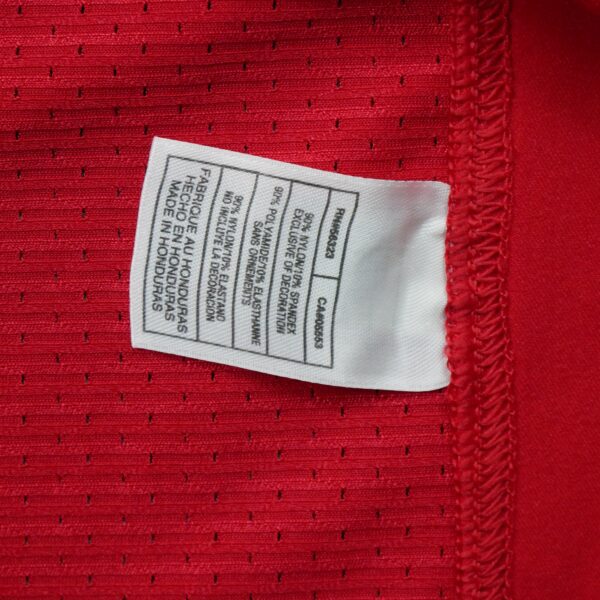 RN#56323 CA#05553
90% NYLON/10% SPANDEX
EXCLUSIVE OF DECORATION
90% POLYAMIDE/10% ELASTHANNE
SANS ORNEMENTS
90% NYLON/10% ELASTANO
NO INCLUYE LA DECORACION
FABRIQUE AU HONDURAS
HECHO EN HONDURAS
MADE IN HONDURAS